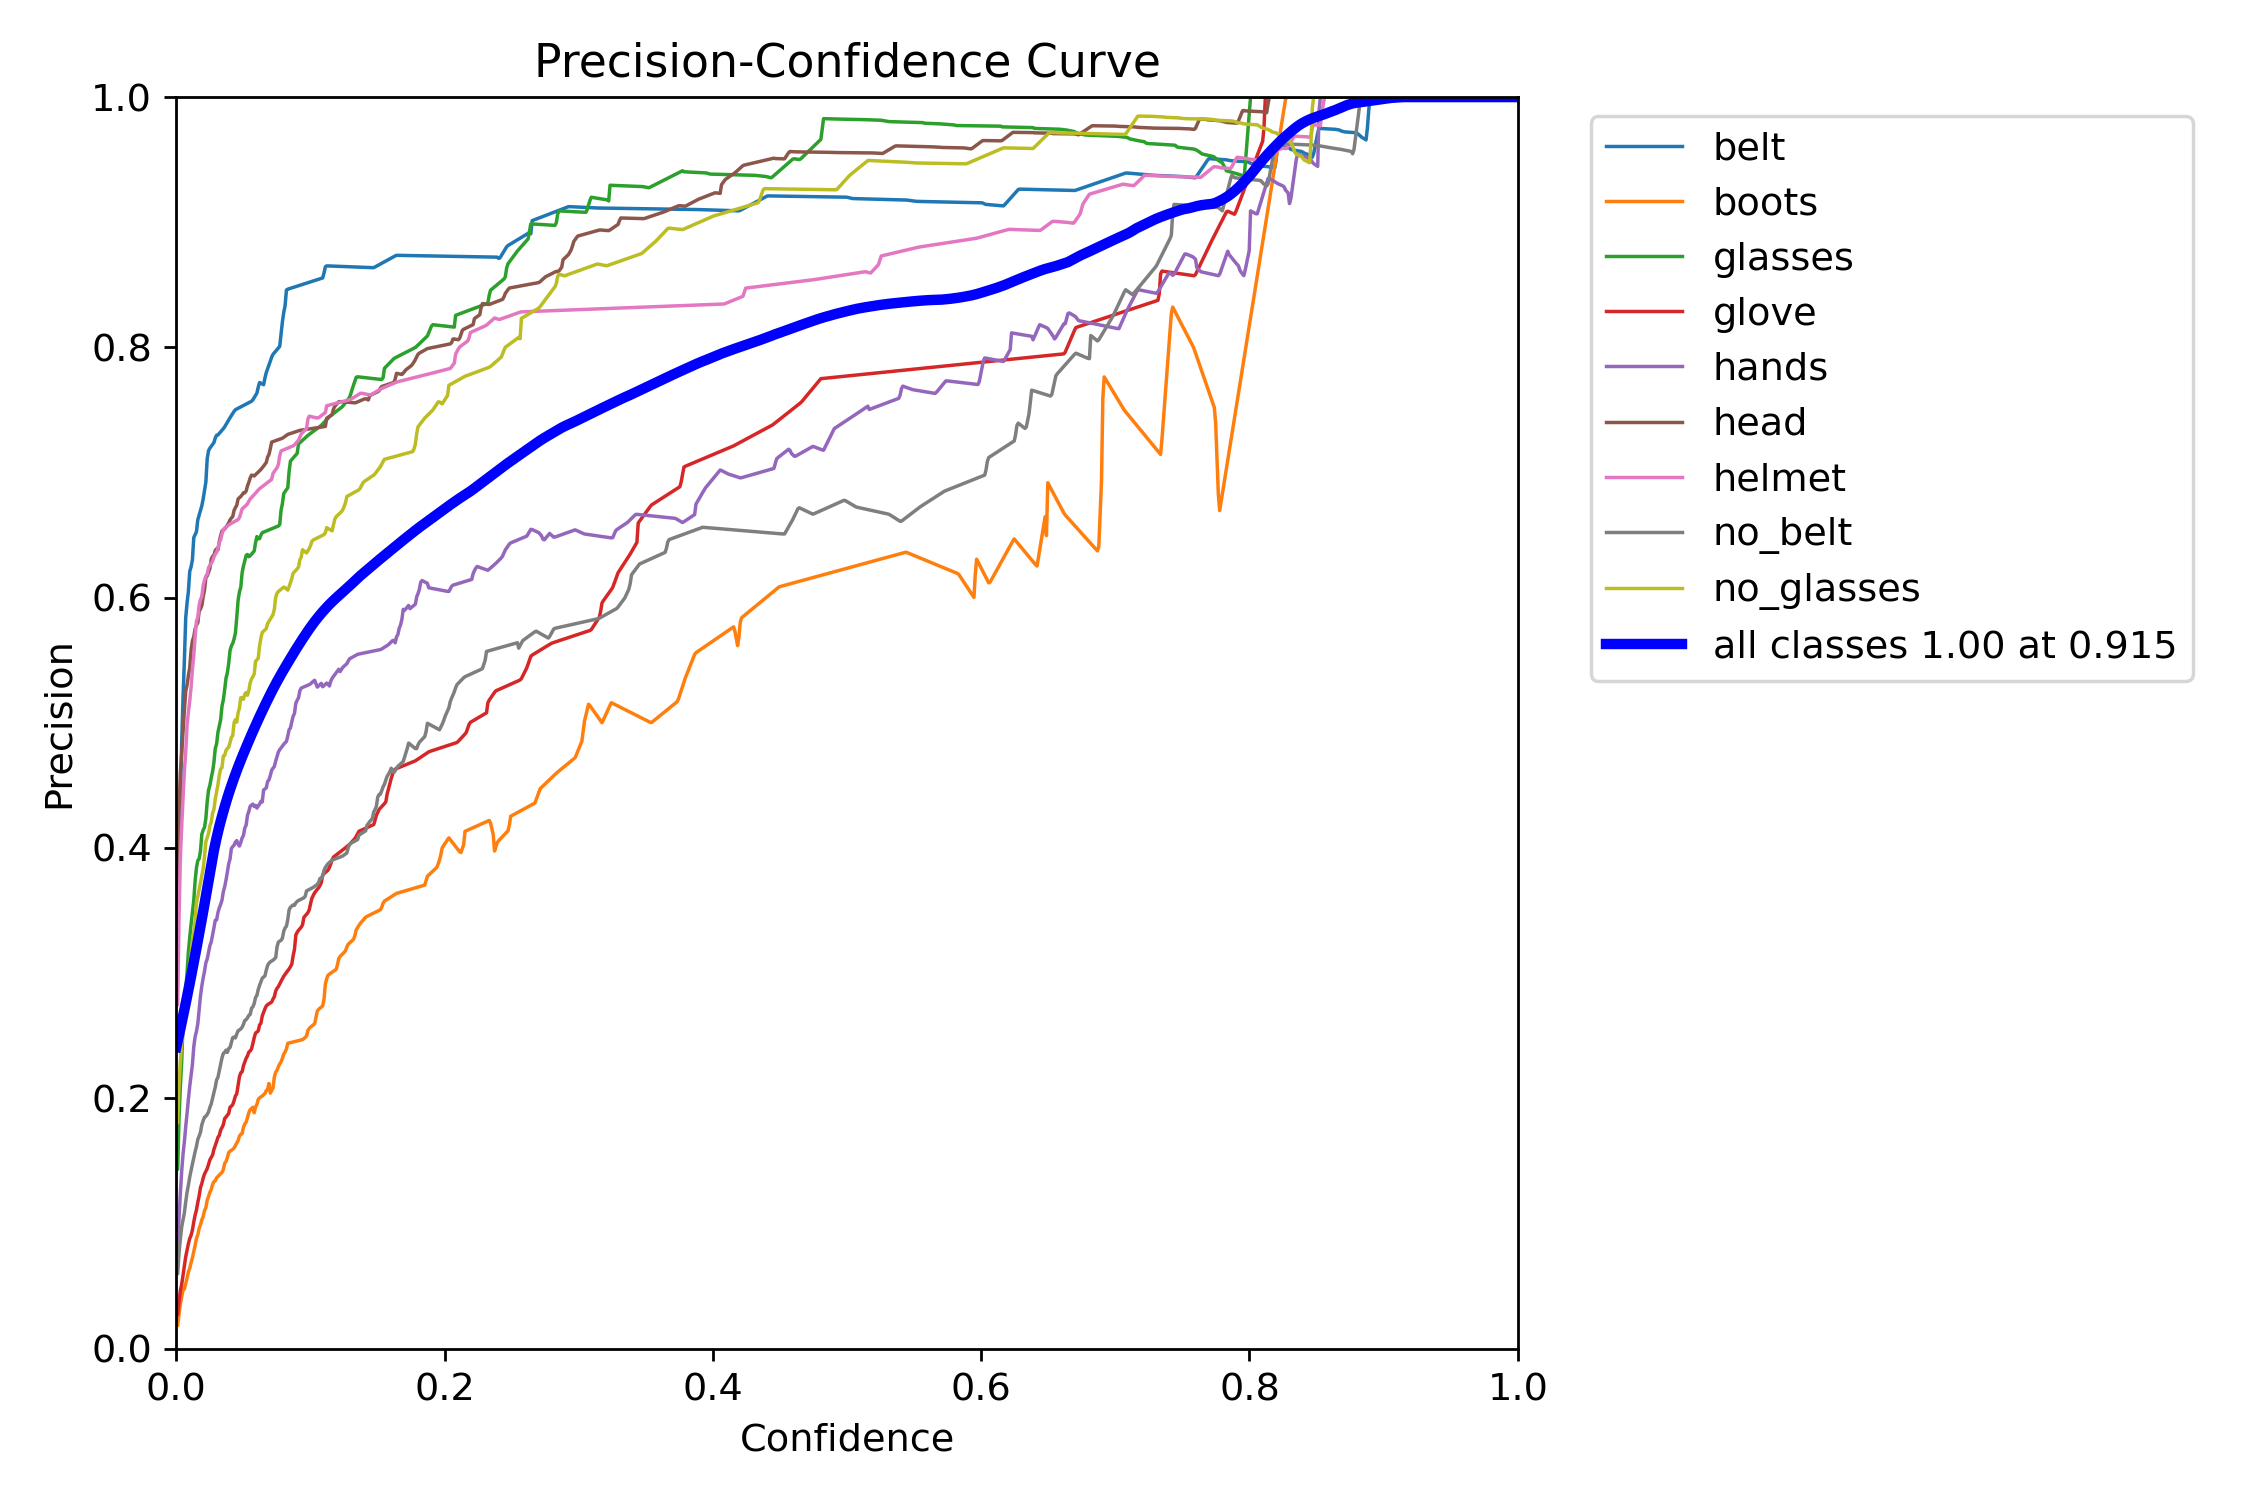 Precision-Confidence Curve
1.0
0.8
0.6
0.4
0.2
0.0
Precision
0.0 0.2 0.4 0.6 0.8 1.0
Confidence
belt
boots
glasses
glove
hands
head
helmet
no_belt
no_glasses
all classes 1.00 at 0.915